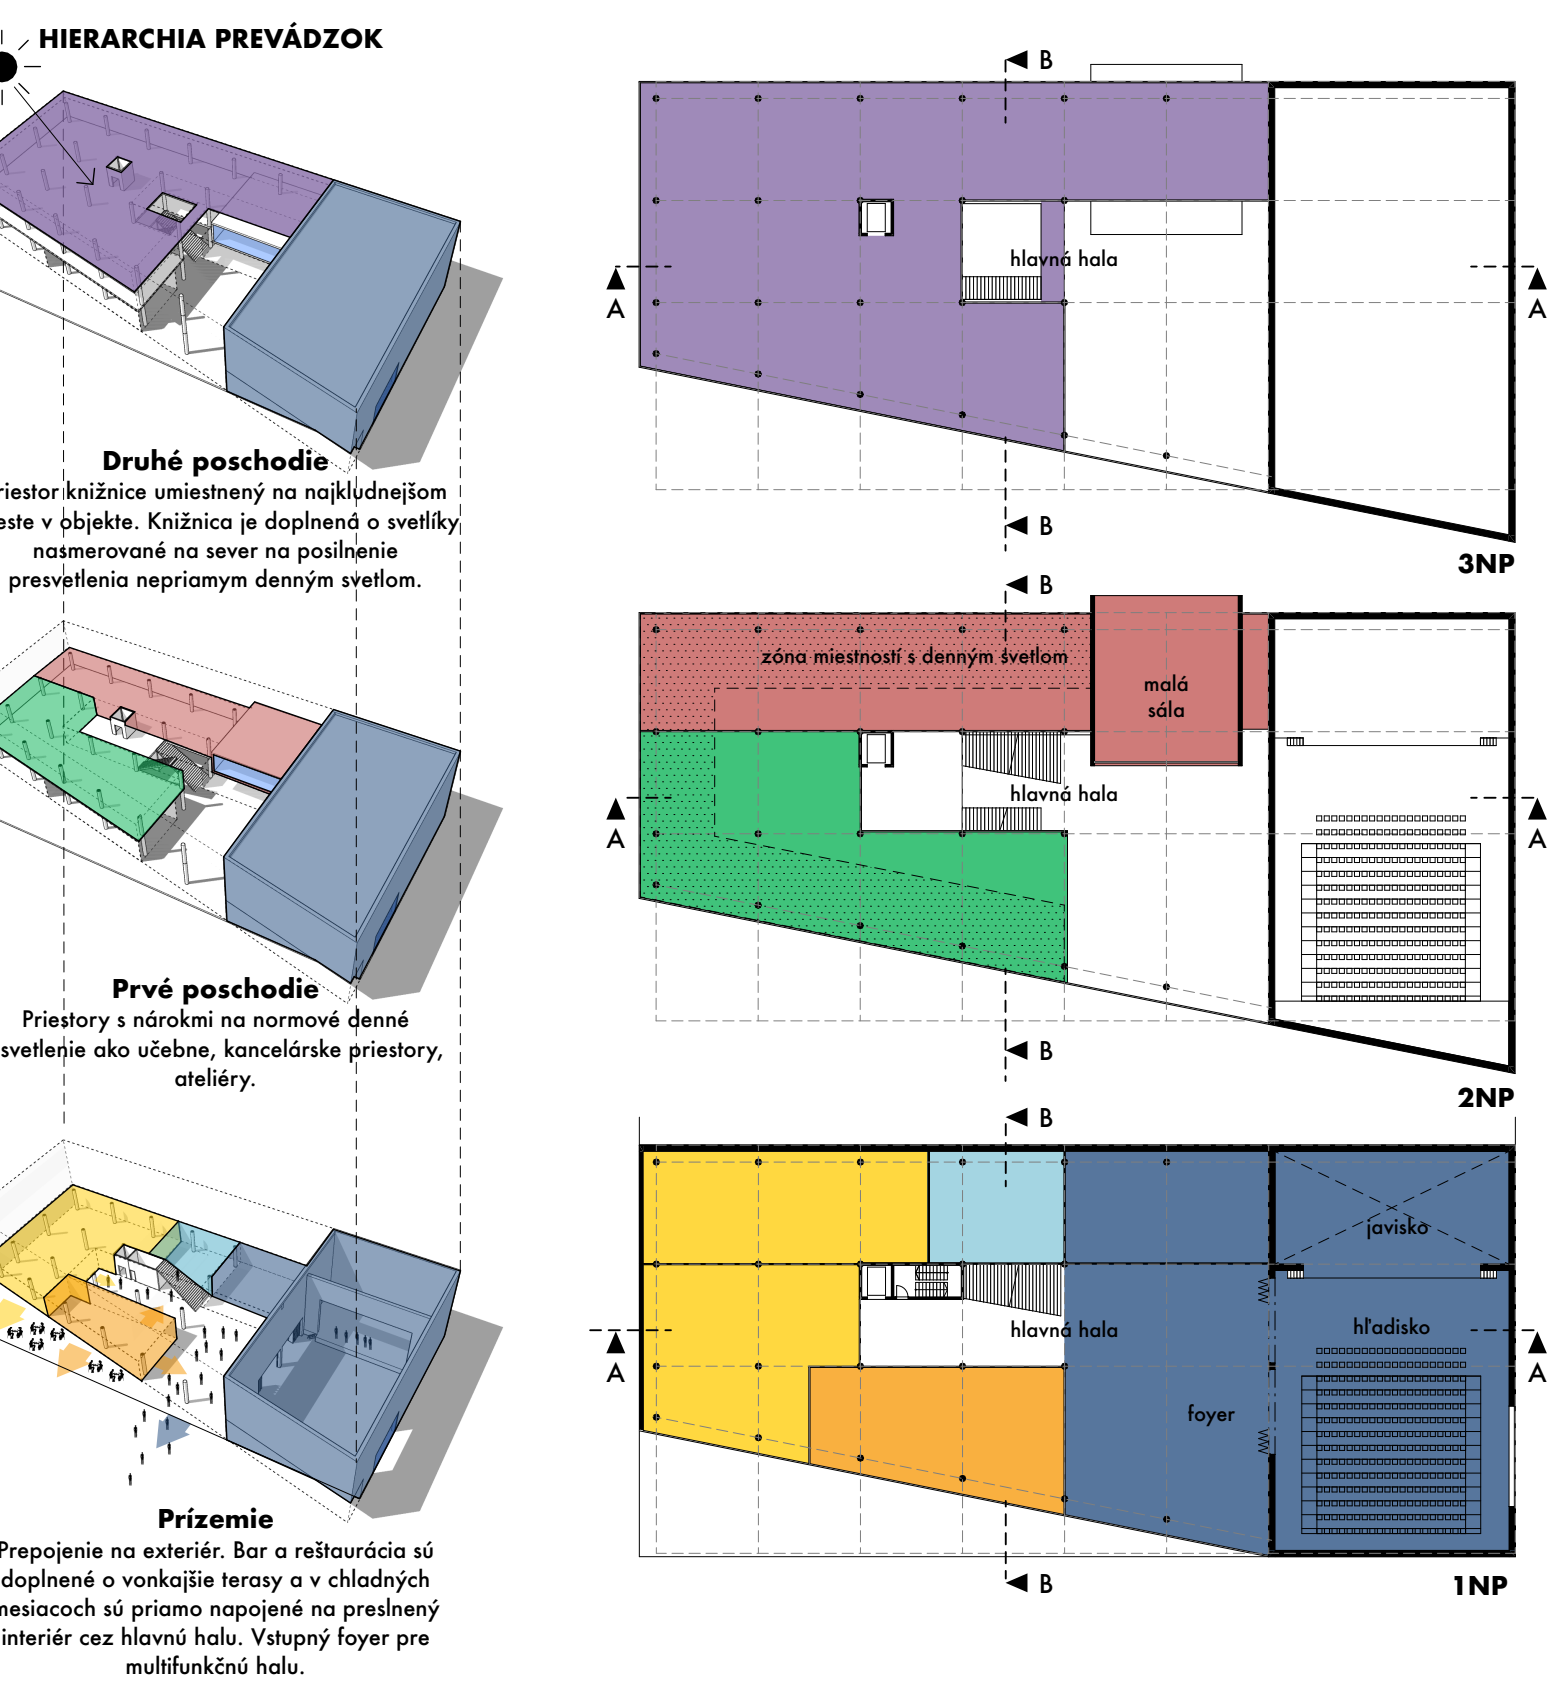 HIERARCHIA PREVÁDZOK
Druhé poschodie
riestor knižnice umiestnený na najkludnejšom
este v objekte. Knižnica je doplnená o svetlíky
nasmerované na sever na posilnenie
presvetlenia nepriamym denným svetlom.
Prvé poschodie
Priestory s nárokmi na normové denné
svetlenie ako učebne, kancelárske priestory,
ateliéry.
Prízemie
Prepojenie na exteriér. Bar a reštaurácia sú
doplnené o vonkajšie terasy a v chladných
mesiacoch sú priamo napojené na preslnený
interiér cez hlavnú halu. Vstupný foyer pre
multifunkčnú halu.
B
hlavná hala
A
A
B
3NP
B
zóna miestností s denným svetlom
malá
sála
hlavná hala
A
A
B
2NP
B
javisko
hlavná hala
hľadisko
A
A
foyer
B
1NP